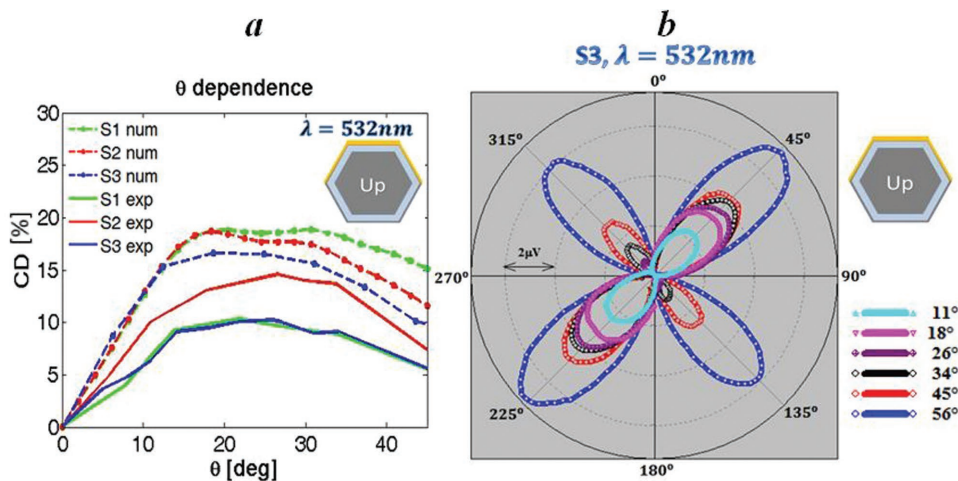 a
b
S3, λ = 532nm
θ dependence
λ = 532nm
S1 num
S2 num
S3 num
S1 exp
S2 exp
S3 exp
Up
CD [%]
30
25
20
15
10
5
0
0
10
20
30
40
θ [deg]
0°
45°
90°
135°
180°
225°
270°
315°
2μV
Up
11°
18°
26°
34°
45°
56°